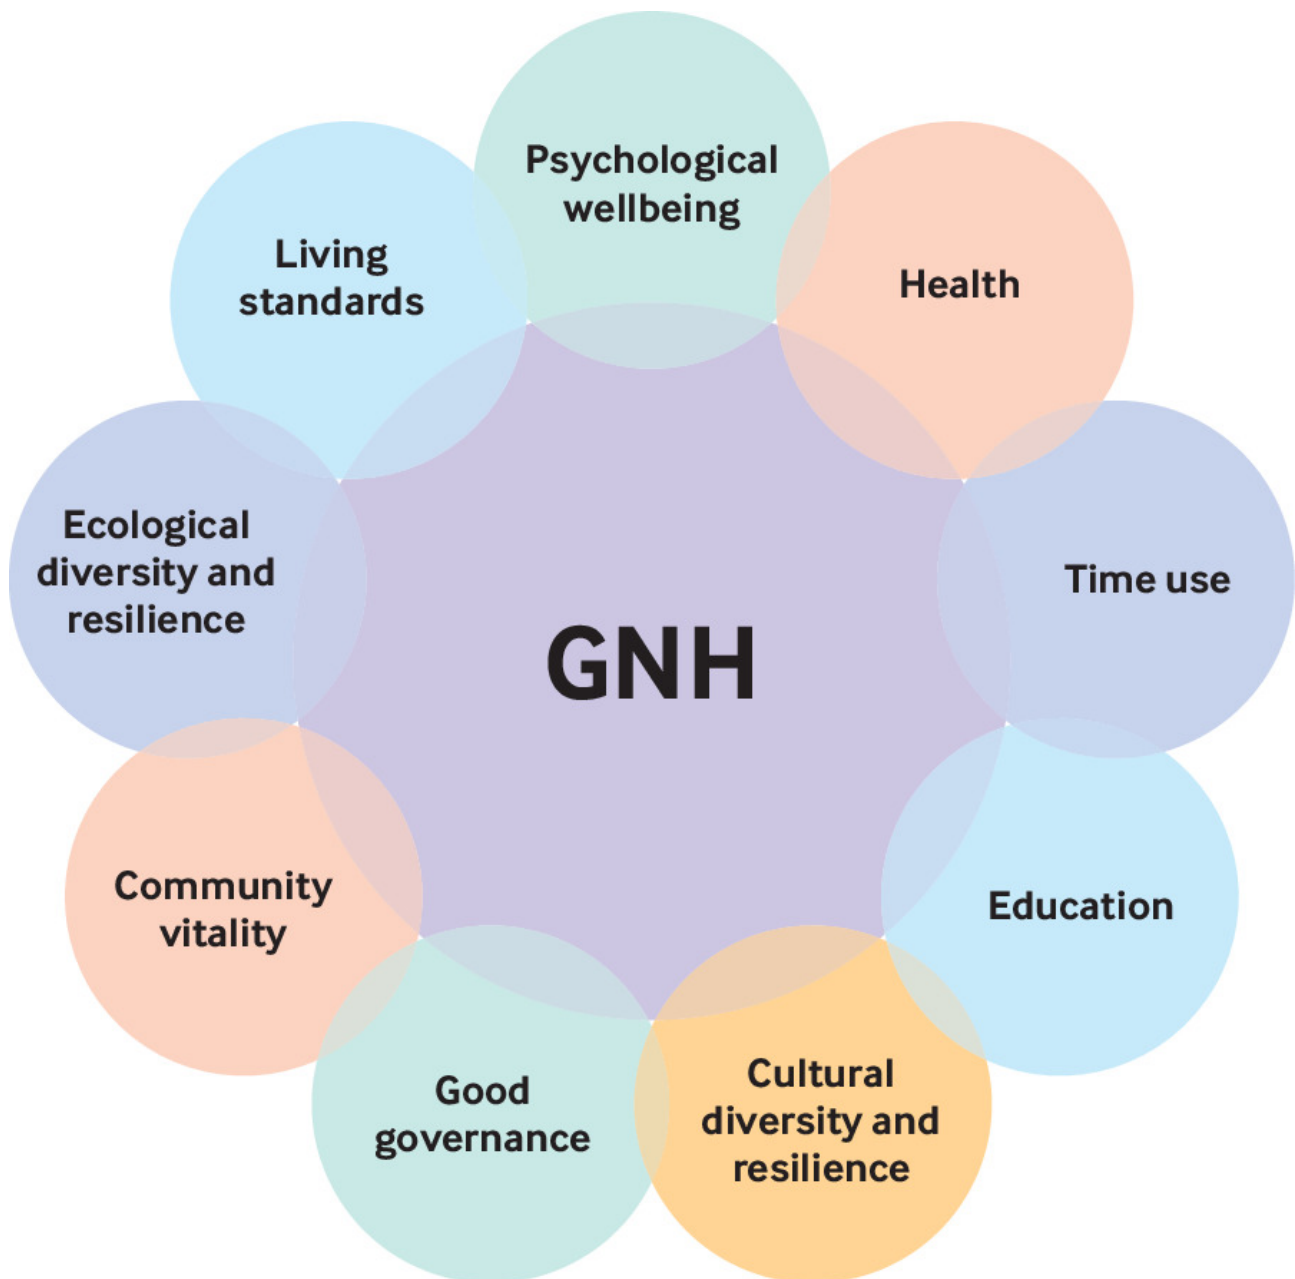 Psychological
wellbeing
Health
Time use
Education
Cultural
diversity and
resilience
Good
governance
Community
vitality
Ecological
diversity and
resilience
Living
standards
GNH